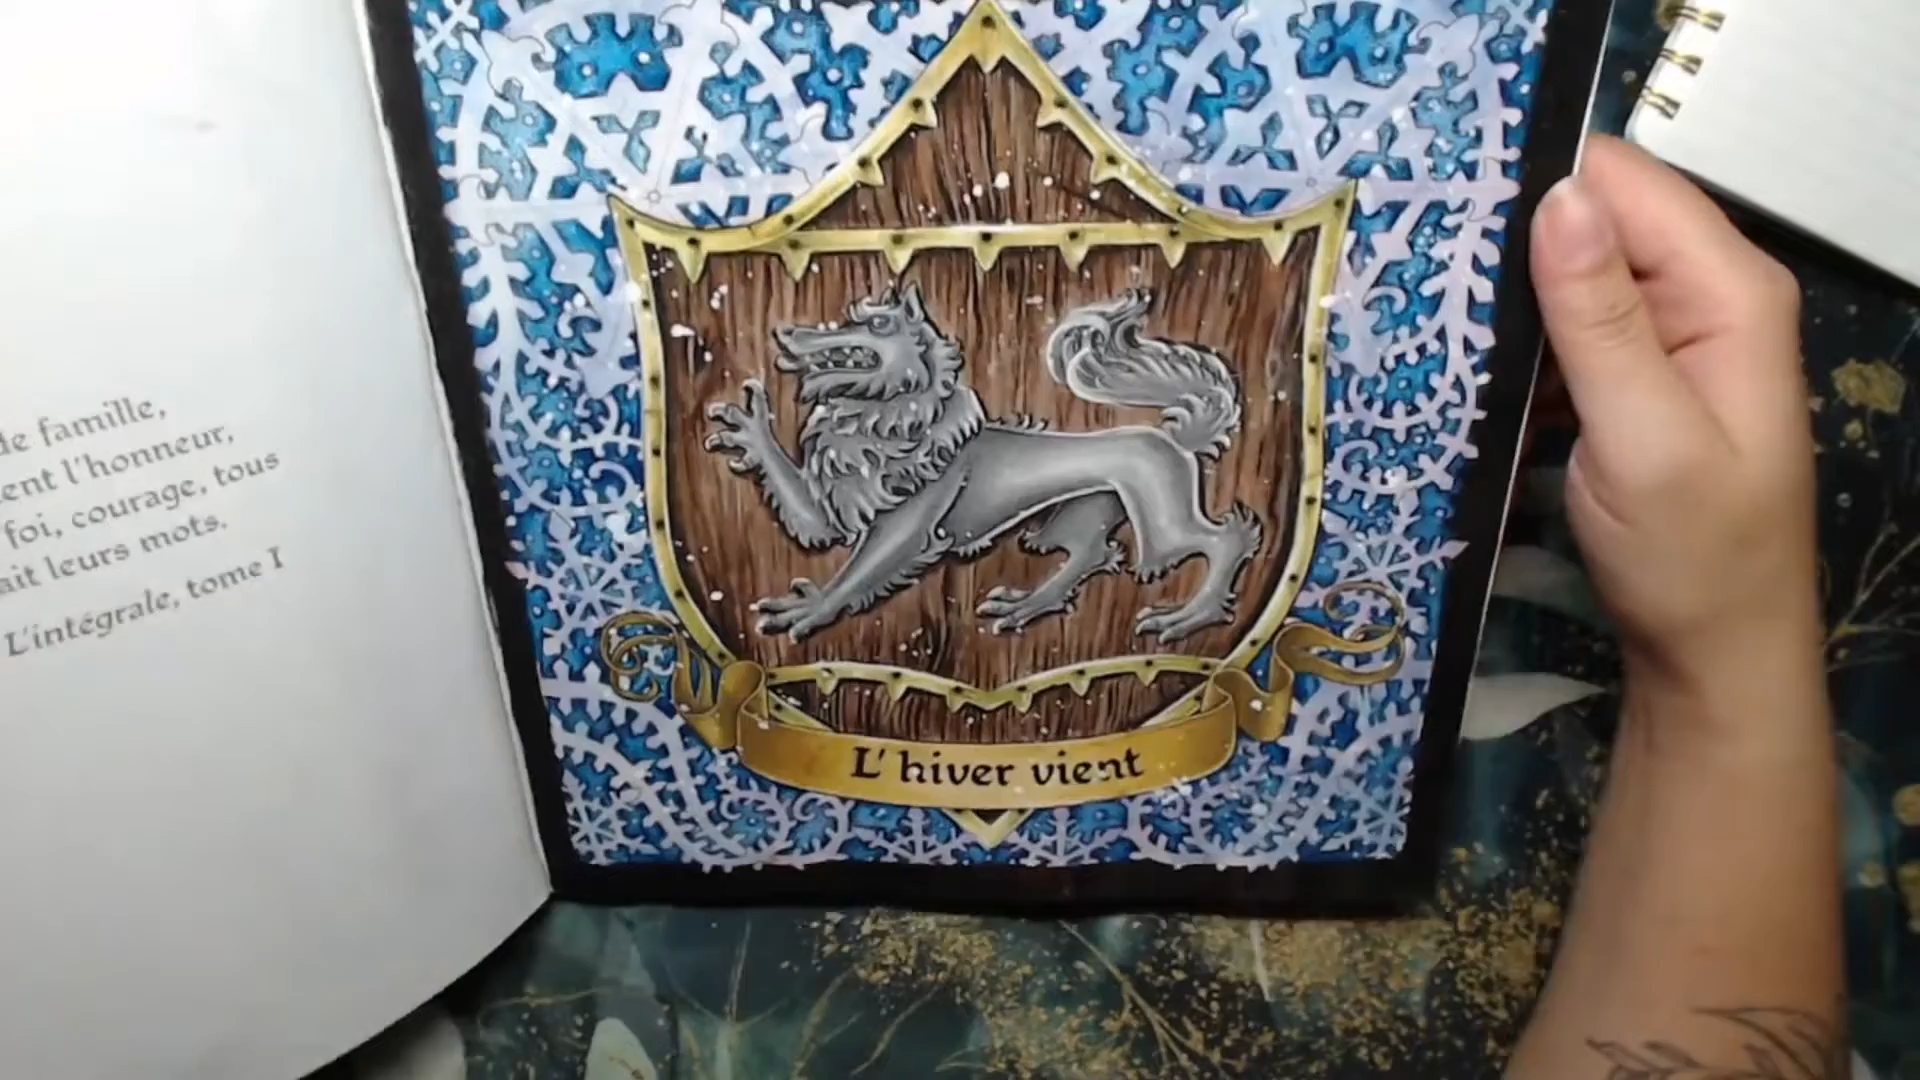 de famille,
ent l'honneur,
foi, courage, tous
ait leurs mots.
L'intégrale, tome I
L'hiver vient